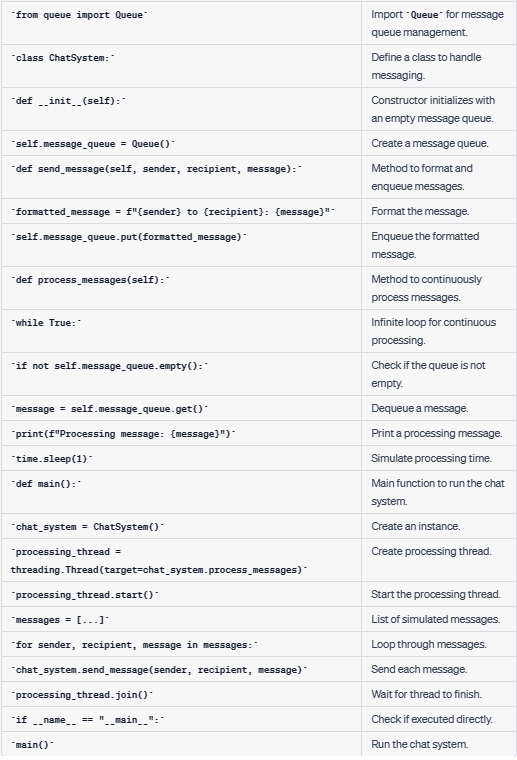 `from queue import Queue`
Import `Queue` for message
queue management.
`class ChatSystem:`
Define a class to handle
messaging.
`def __init__(self):`
Constructor initializes with
an empty message queue.
`self.message_queue = Queue()`
Create a message queue.
`def send_message(self, sender, recipient, message):`
Method to format and
enqueue messages.
`formatted_message = f"{sender} to {recipient}: {message}"`
Format the message.
`self.message_queue.put(formatted_message)`
Enqueue the formatted
message.
`def process_messages(self):`
Method to continuously
process messages.
`while True:`
Infinite loop for continuous
processing.
`if not self.message_queue.empty():`
Check if the queue is not
empty.
`message = self.message_queue.get()`
Dequeue a message.
`print(f"Processing message: {message}")`
Print a processing message.
`time.sleep(1)`
Simulate processing time.
`def main():`
Main function to run the chat
system.
`chat_system = ChatSystem()`
Create an instance.
`processing_thread =
threading.Thread(target=chat_system.process_messages)`
Create processing thread.
`processing_thread.start()`
Start the processing thread.
`messages = [...]`
List of simulated messages.
`for sender, recipient, message in messages:`
Loop through messages.
`chat_system.send_message(sender, recipient, message)`
Send each message.
`processing_thread.join()`
Wait for thread to finish.
`if __name__ == "__main__":`
Check if executed directly.
`main()`
Run the chat system.